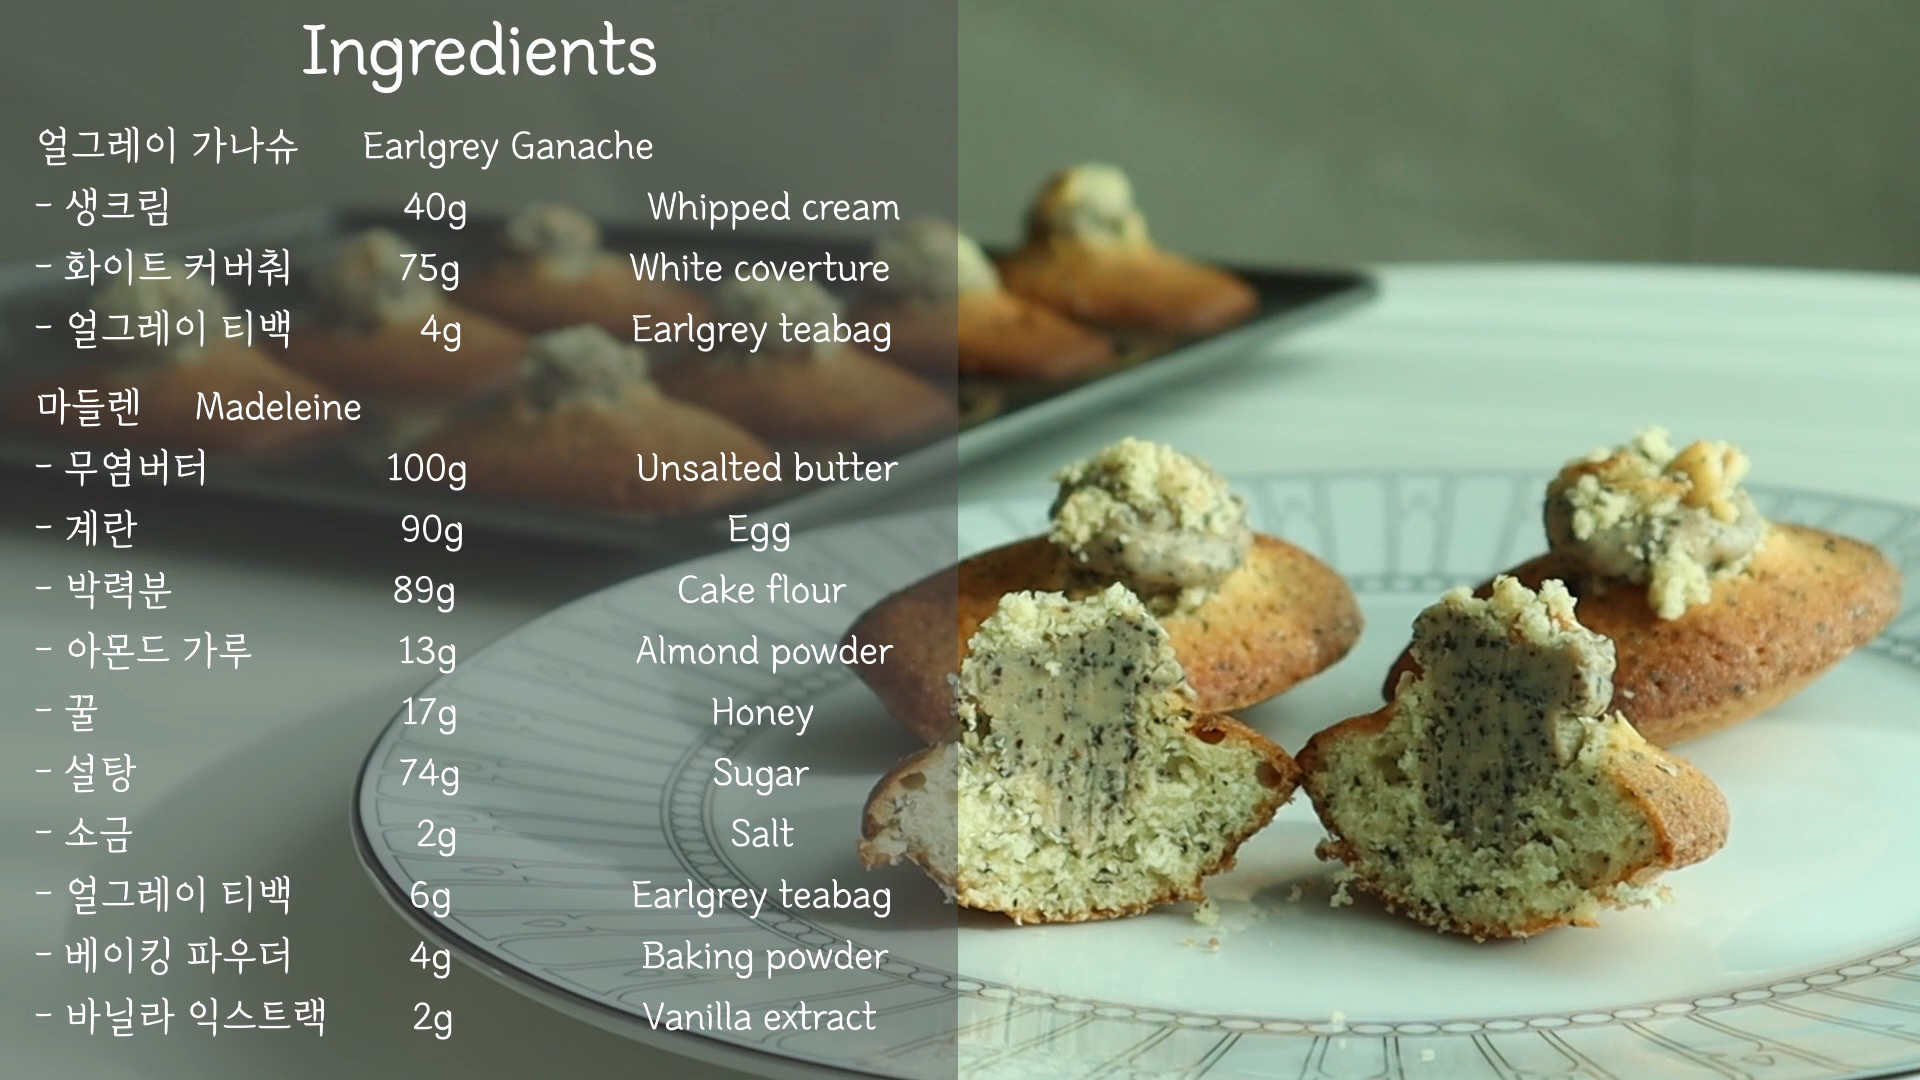 Ingredients
얼그레이 가나슈 Earlgrey Ganache
- 생크림 40g Whipped cream
- 화이트 커버춰 75g White coverture
- 얼그레이 티백 4g Earlgrey teabag
마들렌 Madeleine
- 무염버터 100g Unsalted butter
- 계란 90g Egg
- 박력분 89g Cake flour
- 아몬드 가루 13g Almond powder
- 꿀 17g Honey
- 설탕 74g Sugar
- 소금 2g Salt
- 얼그레이 티백 6g Earlgrey teabag
- 베이킹 파우더 4g Baking powder
- 바닐라 익스트랙 2g Vanilla extract